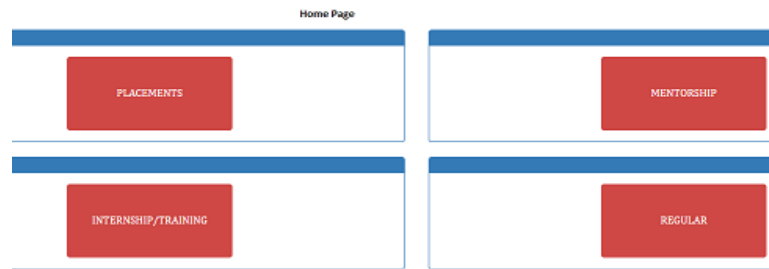 Home Page
PLACEMENTS
MENTORSHIP
INTERNSHIP/TRAINING
REGULAR